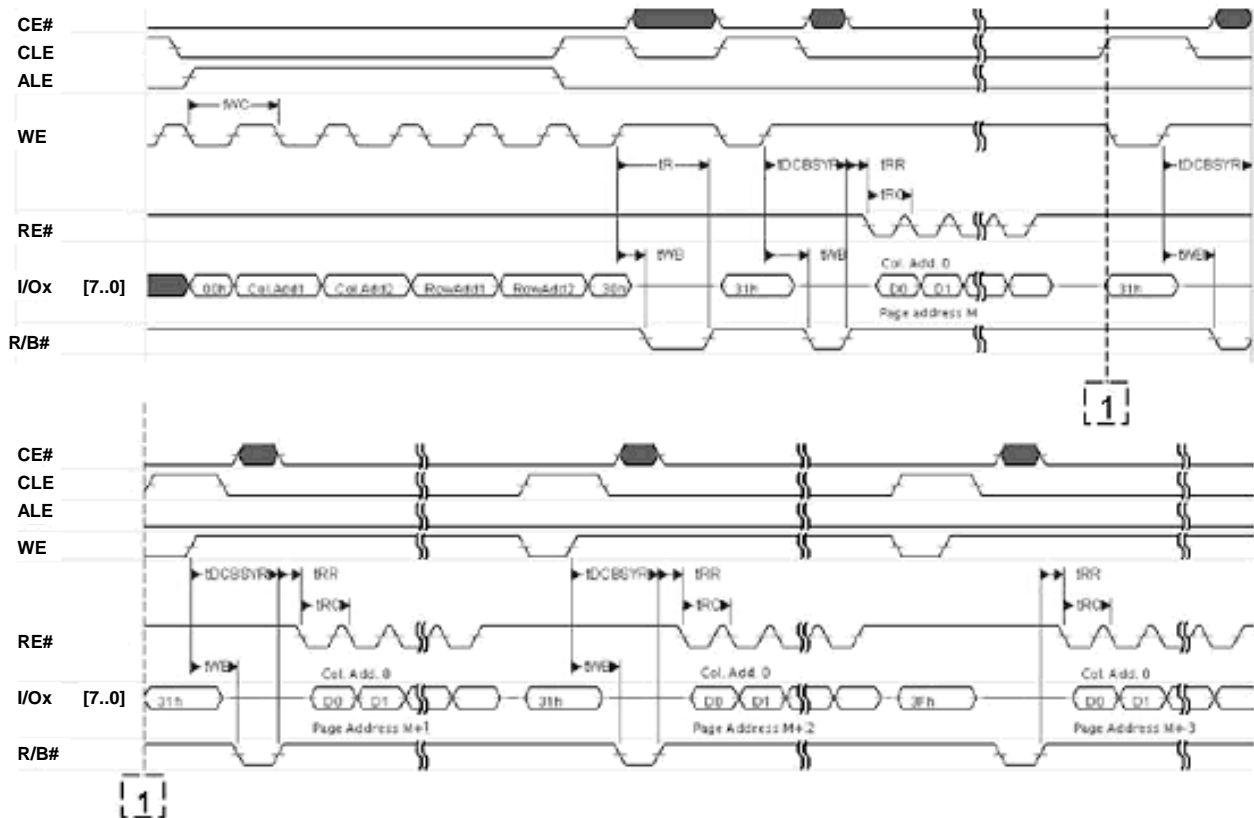 CE#
CLE
ALE
tWC
WE
tR tDCBSYR tRR tDCBSYR
tRC
RE#
tWB tWB tWB
Col. Add. 0
I/Ox [7..0] 00h Col.Add1 Col.Add2 RowAdd1 RowAdd2 30h 31h D0 D1 31h
Page address M
R/B#
1
CE#
CLE
ALE
WE
tDCBSYR tRR tDCBSYR tRR tRR
tRC tRC tRC
RE#
tWB tWB
Col. Add. 0 Col. Add. 0 Col. Add. 0
I/Ox [7..0] 31h D0 D1 31h D0 D1 3Fh D0 D1
Page Address M+1 Page Address M+2 Page Address M+3
R/B#
1